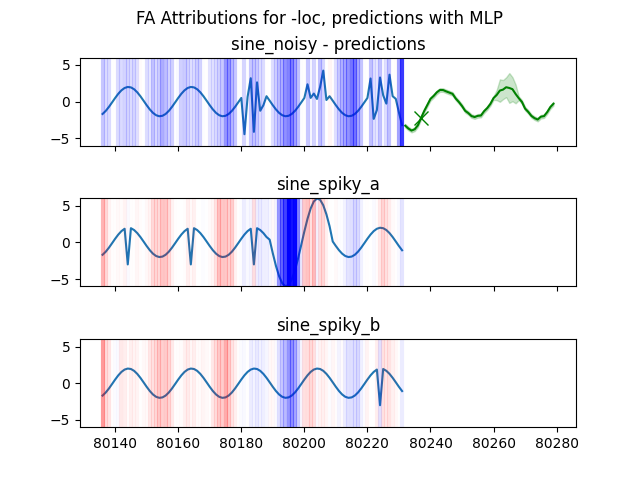 FA Attributions for -loc, predictions with MLP
sine_noisy - predictions
5
0
−5
sine_spiky_a
5
0
−5
sine_spiky_b
5
0
−5
80140 80160 80180 80200 80220 80240 80260 80280